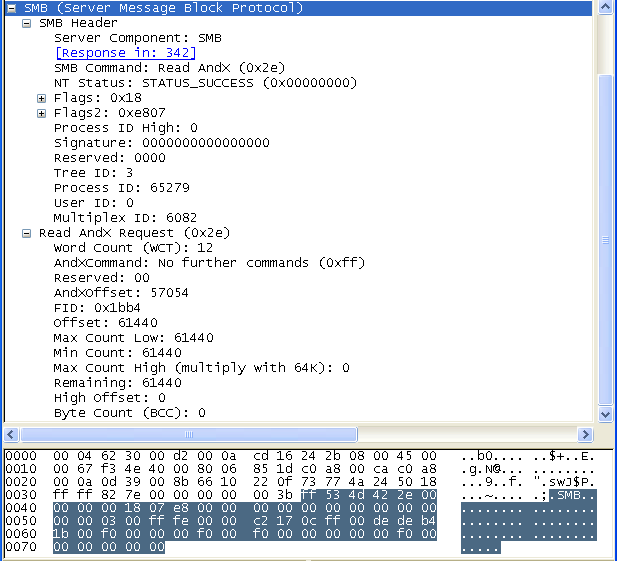 SMB (Server Message Block Protocol)
SMB Header
Server Component: SMB
[Response in: 342]
SMB Command: Read AndX (0x2e)
NT Status: STATUS_SUCCESS (0x00000000)
Flags: 0x18
Flags2: 0xe807
Process ID High: 0
Signature: 0000000000000000
Reserved: 0000
Tree ID: 3
Process ID: 65279
User ID: 0
Multiplex ID: 6082
Read AndX Request (0x2e)
Word Count (WCT): 12
AndXCommand: No further commands (0xff)
Reserved: 00
AndXOffset: 57054
FID: 0x1bb4
Offset: 61440
Max Count Low: 61440
Min Count: 61440
Max Count High (multiply with 64K): 0
Remaining: 61440
High Offset: 0
Byte Count (BCC): 0
0000 00 04 62 30 00 d2 00 0a cd 16 24 2b 08 00 45 00 ..b0.... ..$+..E.
0010 00 67 f3 4e 40 00 80 06 85 1d c0 a8 00 ca c0 a8 .g.N@... ........
0020 00 0a 0d 39 00 8b 66 10 22 0f 73 77 4a 24 50 18 ...9..f. ".swJ$P.
0030 ff ff 82 7e 00 00 00 00 00 3b ff 53 4d 42 2e 00 ...~.... .;.SMB..
0040 00 00 00 18 07 e8 00 00 00 00 00 00 00 00 00 00 ........ ........
0050 00 00 03 00 ff fe 00 00 c2 17 0c ff 00 de de b4 ........ ........
0060 1b 00 f0 00 00 00 f0 00 f0 00 00 00 00 00 f0 00 ........ ........
0070 00 00 00 00 00 .....